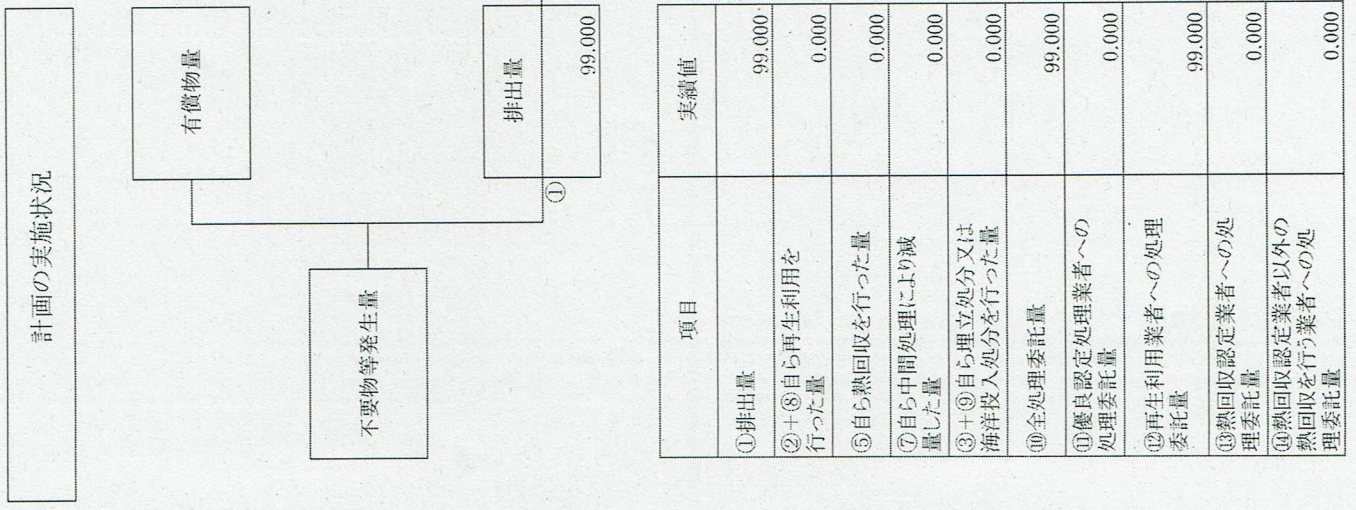 計画の実施状況
有償物量
不要物等発生量
排出量
99.000
①
項目
実績値
①排出量
99.000
②+⑧自ら再生利用を
行った量
0.000
⑤自ら熱回収を行った量
0.000
⑦自ら中間処理により減
量した量
0.000
③+⑨自ら埋立処分又は
海洋投入処分を行った量
0.000
⑩全処理委託量
99.000
⑪優良認定処理業者への
処理委託量
0.000
⑫再生利用業者への処理
委託量
99.000
⑬熱回収認定業者への処
理委託量
0.000
⑭熱回収認定業者以外の
熱回収を行う業者への処
理委託量
0.000